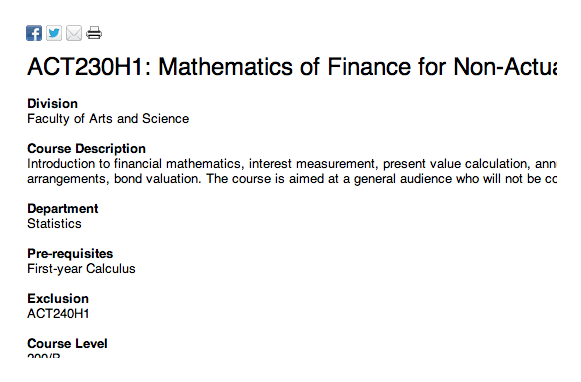 ACT230H1: Mathematics of Finance for Non-Actua
Division
Faculty of Arts and Science
Course Description
Introduction to financial mathematics, interest measurement, present value calculation, ann
arrangements, bond valuation. The course is aimed at a general audience who will not be co
Department
Statistics
Pre-requisites
First-year Calculus
Exclusion
ACT240H1
Course Level